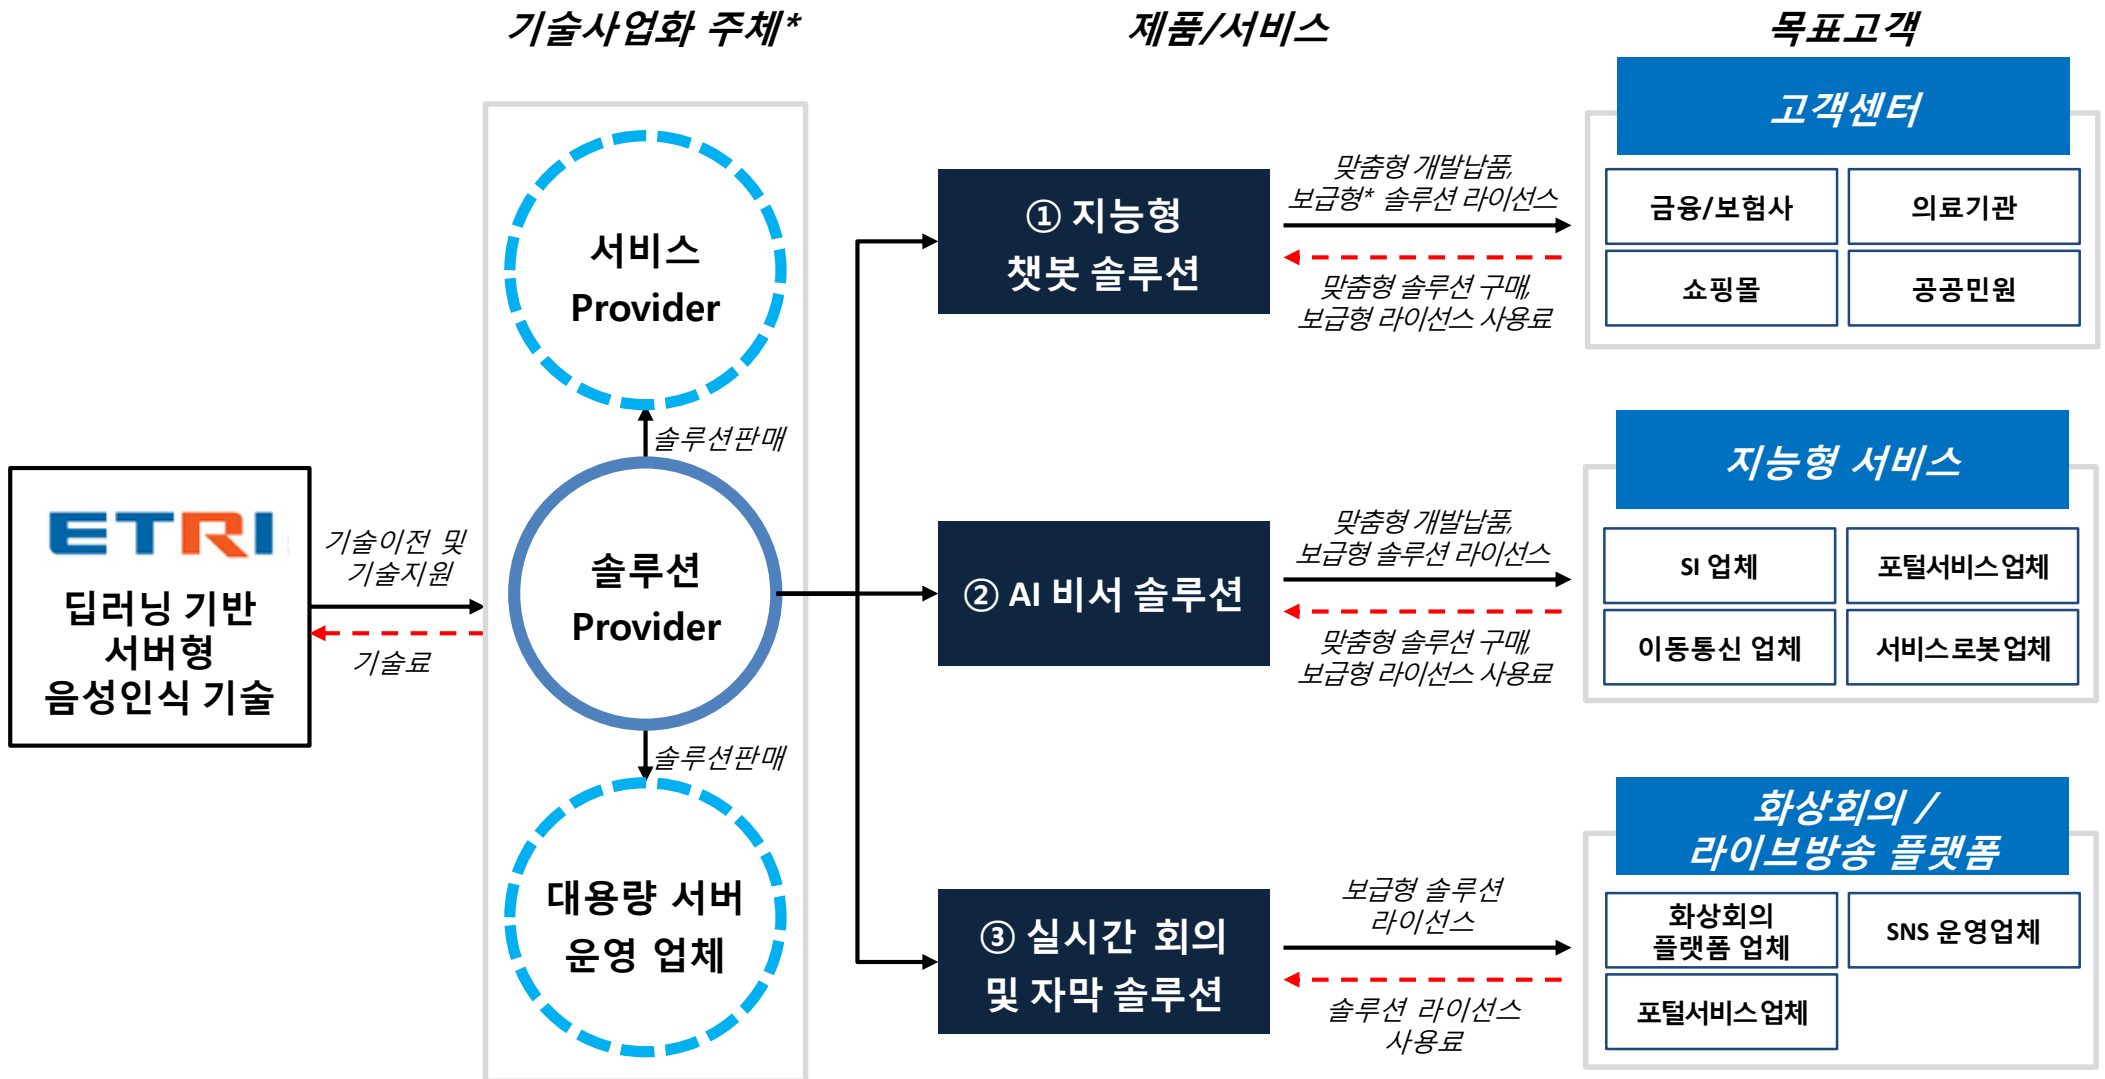 기술사업화 주체*
제품/서비스
목표고객
ETRI
딥러닝 기반
서버형
음성인식 기술
기술이전 및
기술지원
기술료
서비스
Provider
솔루션판매
솔루션
Provider
솔루션판매
대용량 서버
운영 업체
① 지능형
챗봇 솔루션
맞춤형 개발납품,
보급형* 솔루션 라이선스
맞춤형 솔루션 구매,
보급형 라이선스 사용료
고객센터
금융/보험사
의료기관
쇼핑몰
공공민원
② AI 비서 솔루션
맞춤형 개발납품,
보급형 솔루션 라이선스
맞춤형 솔루션 구매,
보급형 라이선스 사용료
지능형 서비스
SI 업체
포털서비스 업체
이동통신 업체
서비스 로봇 업체
③ 실시간 회의
및 자막 솔루션
보급형 솔루션
라이선스
솔루션 라이선스
사용료
화상회의 /
라이브방송 플랫폼
화상회의
플랫폼 업체
SNS 운영업체
포털서비스 업체